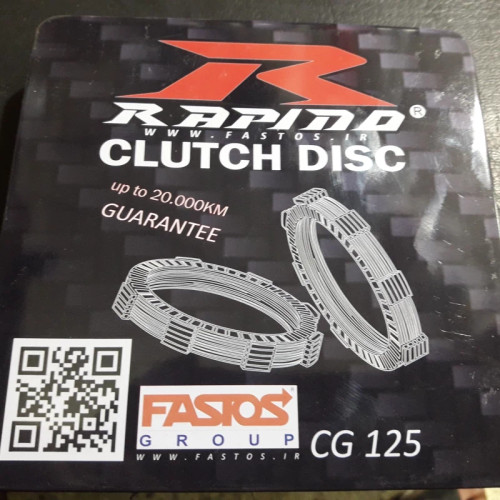 R
RAPIDO®
WWW.FASTOS.IR
CLUTCH DISC
up to 20.000KM
GUARANTEE
FASTOS
GROUP
WWW.FASTOS.IR
CG 125